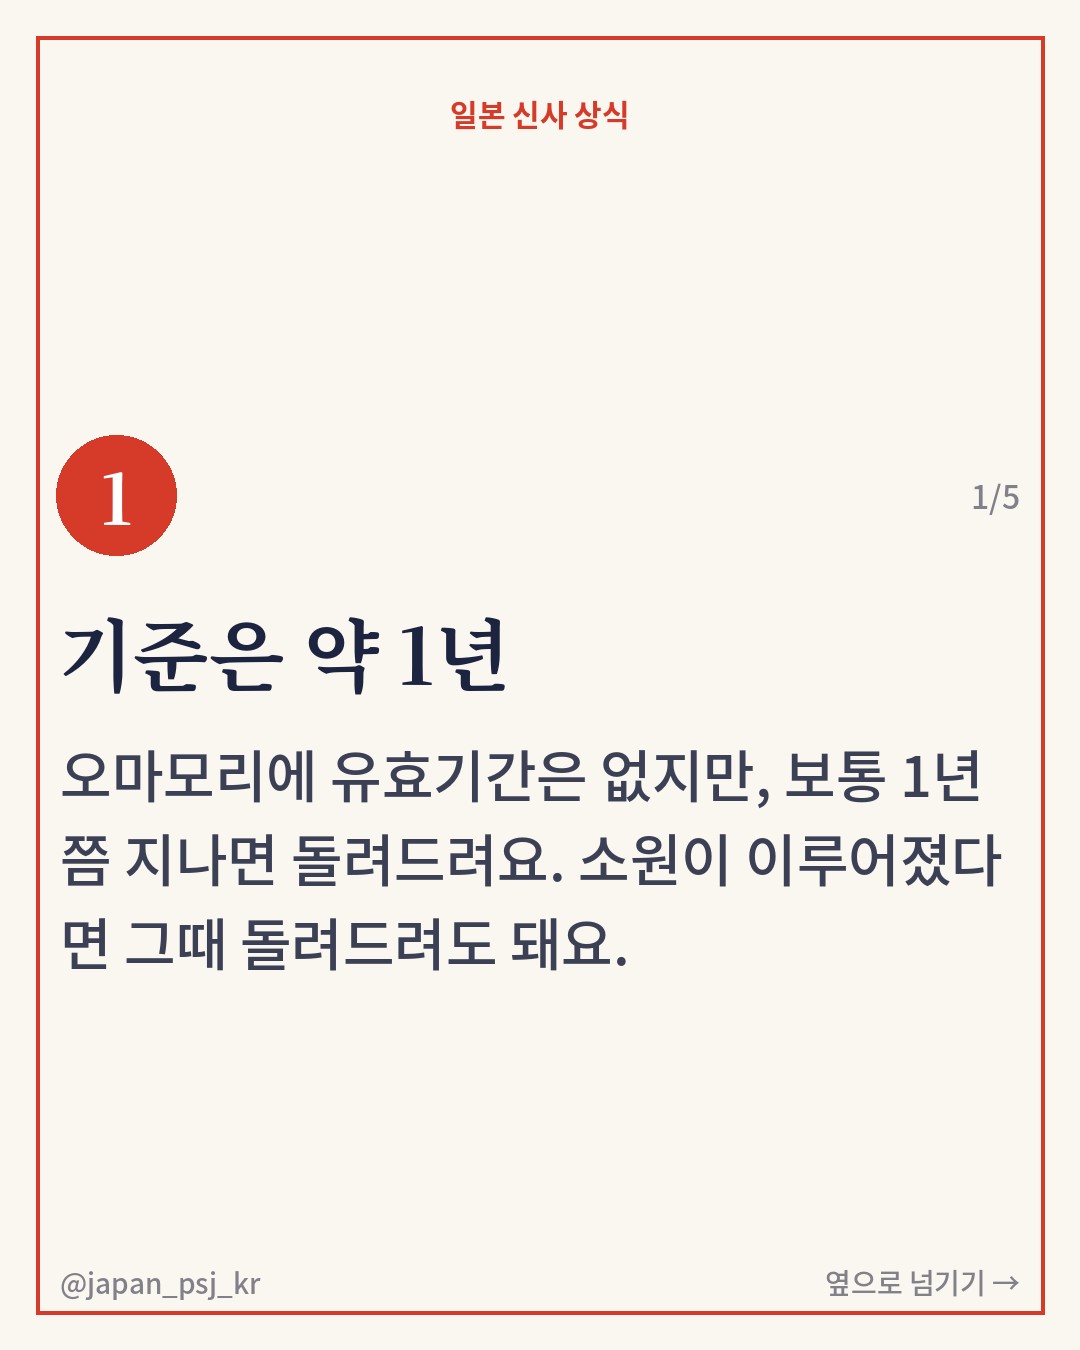 일본 신사 상식
1
1/5
기준은 약 1년
오마모리에 유효기간은 없지만, 보통 1년
쯤 지나면 돌려드려요. 소원이 이루어졌다
면 그때 돌려드려도 돼요.
@japan_psj_kr
옆으로 넘기기 →